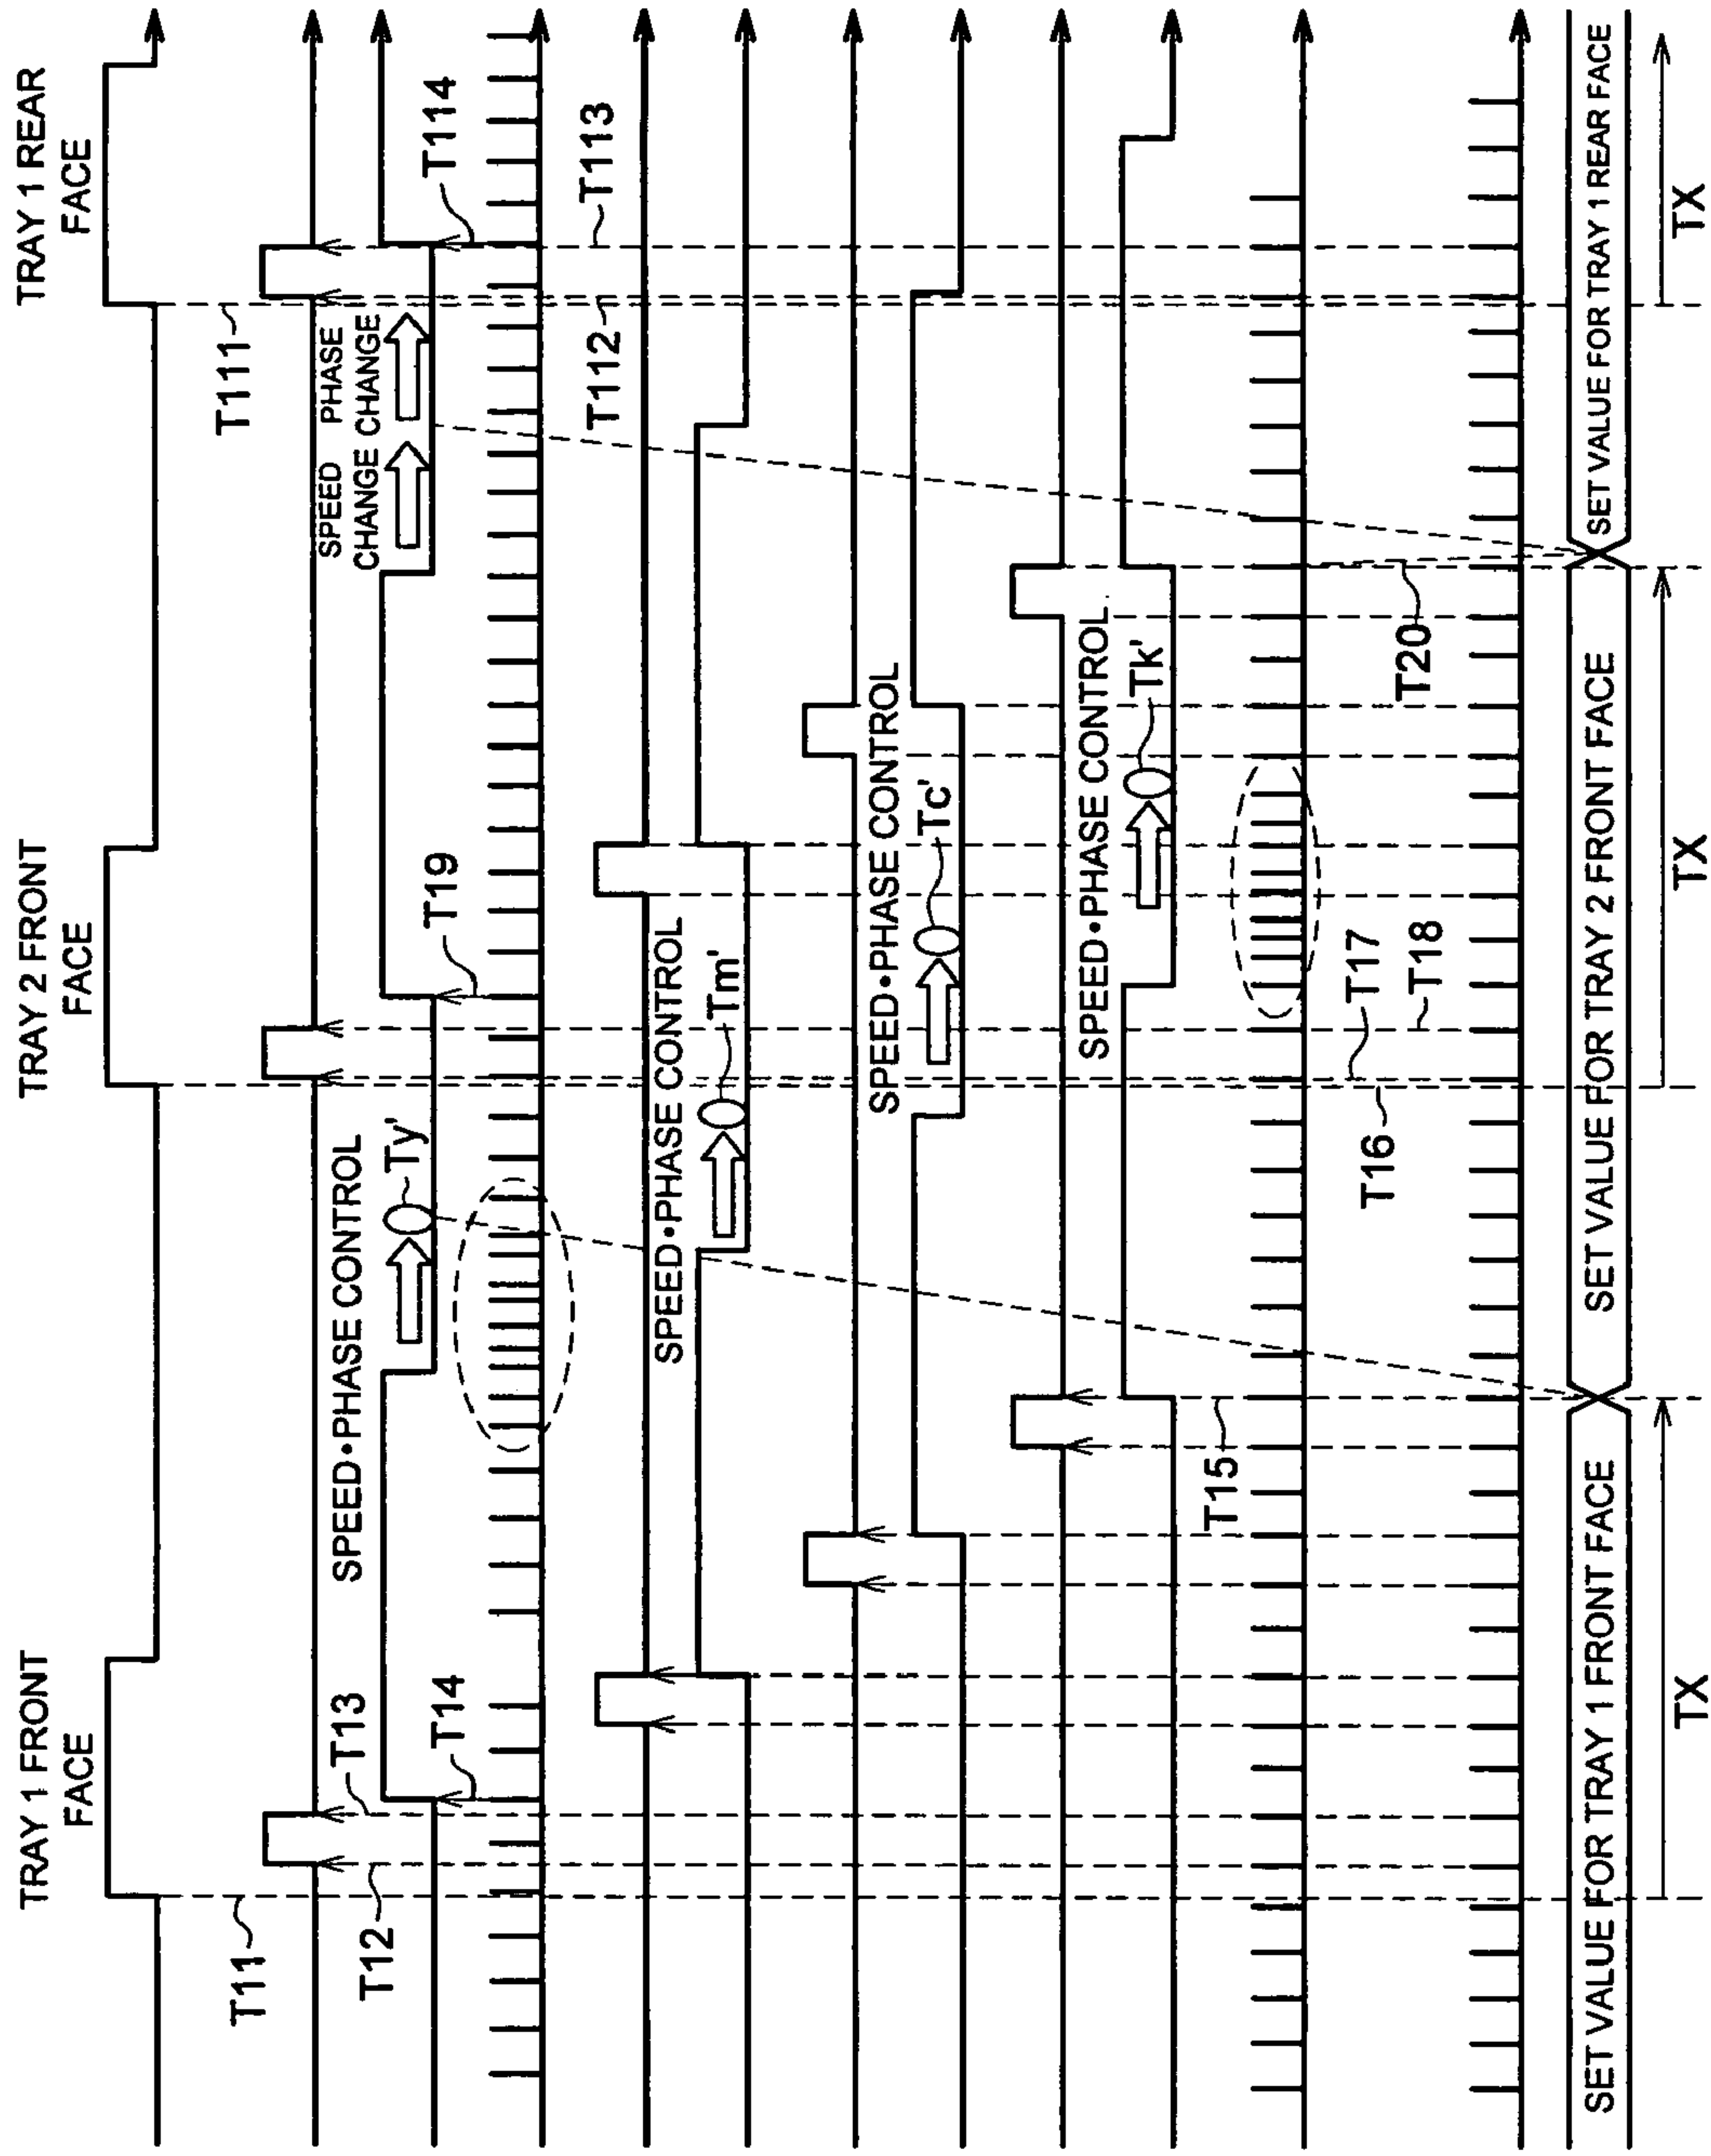 TRAY 1 FRONT
FACE
TRAY 2 FRONT
FACE
TRAY 1 REAR
FACE
T11
T111
T12
T13
SPEED•PHASE CONTROL
Ty'
SPEED
CHANGE
PHASE
CHANGE
T14
T19
T114
T112
T113
SPEED•PHASE CONTROL
Tm'
SPEED•PHASE CONTROL
Tc'
SPEED•PHASE CONTROL
Tk'
T15
T16
T17
T18
T20
SET VALUE FOR TRAY 1 FRONT FACE
SET VALUE FOR TRAY 2 FRONT FACE
SET VALUE FOR TRAY 1 REAR FACE
TX
TX
TX